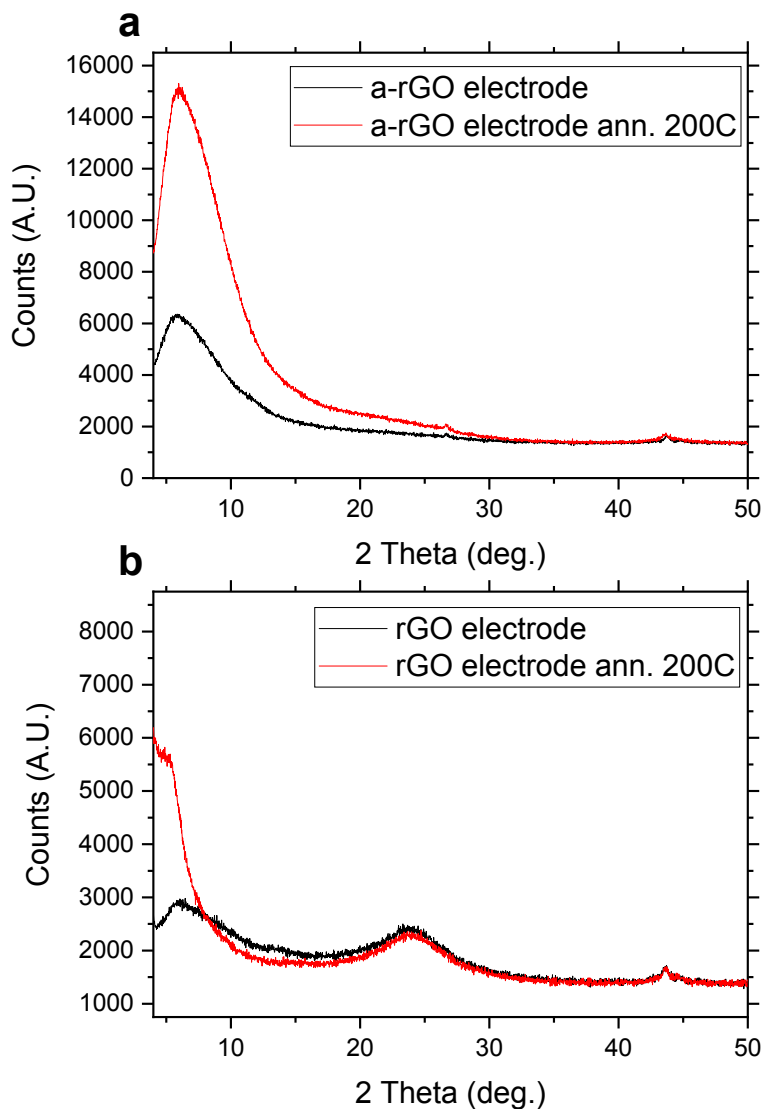 a
16000
14000
12000
10000
8000
6000
4000
2000
0
Counts (A.U.)
a-rGO electrode
a-rGO electrode ann. 200C
10 20 30 40 50
2 Theta (deg.)
b
8000
7000
6000
5000
4000
3000
2000
1000
Counts (A.U.)
rGO electrode
rGO electrode ann. 200C
10 20 30 40 50
2 Theta (deg.)